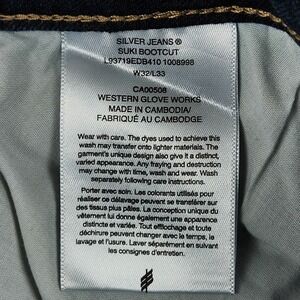 SILVER JEANS ®
SUKI BOOTCUT
L93719EDB410 1008998
W32/L33
CA00508
WESTERN GLOVE WORKS
MADE IN CAMBODIA/
FABRIQUÉ AU CAMBODGE
Wear with care. The dyes used to achieve this
wash may transfer onto lighter materials. The
garment's unique design also give it a distinct,
varied appearance. Any fraying and destruction
may change with time, wash and wear. Wash
separately following care instructions.
Porter avec soin. Les colorants utilisés pour
réaliser ce délavage peuvent se transférer sur
des tissus plus pâles. La conception unique du
vêtement lui donne également une apparence
distincte et variée. Tout effilochage et toute
déchirure peuvent changer avec le temps, le
lavage et l'usure. Laver séparément en suivant
les consignes d'entretien.